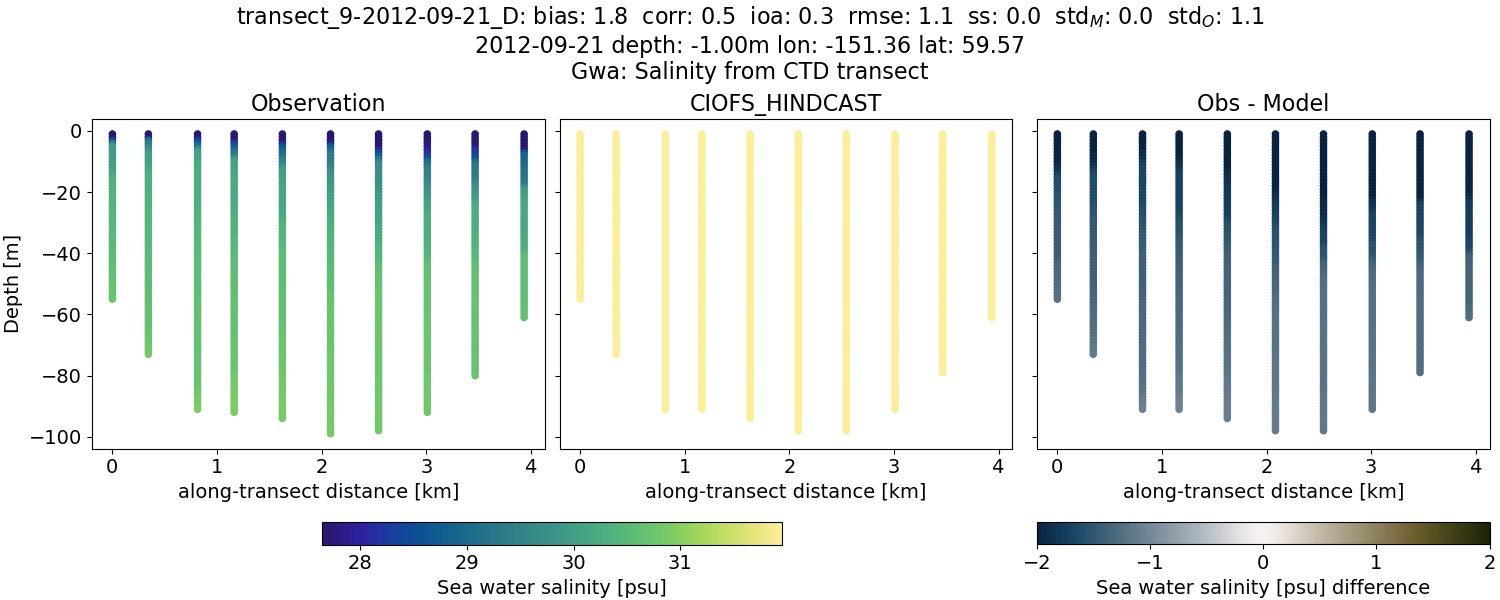 transect_9-2012-09-21_D: bias: 1.8 corr: 0.5 ioa: 0.3 rmse: 1.1 ss: 0.0 std_M: 0.0 std_O: 1.1
2012-09-21 depth: -1.00m lon: -151.36 lat: 59.57
Gwa: Salinity from CTD transect
Observation
CIOFS_HINDCAST
Obs - Model
Depth [m]
0
−20
−40
−60
−80
−100
0 1 2 3 4
0 1 2 3 4
0 1 2 3 4
along-transect distance [km]
along-transect distance [km]
along-transect distance [km]
28 29 30 31
Sea water salinity [psu]
−2 −1 0 1 2
Sea water salinity [psu] difference